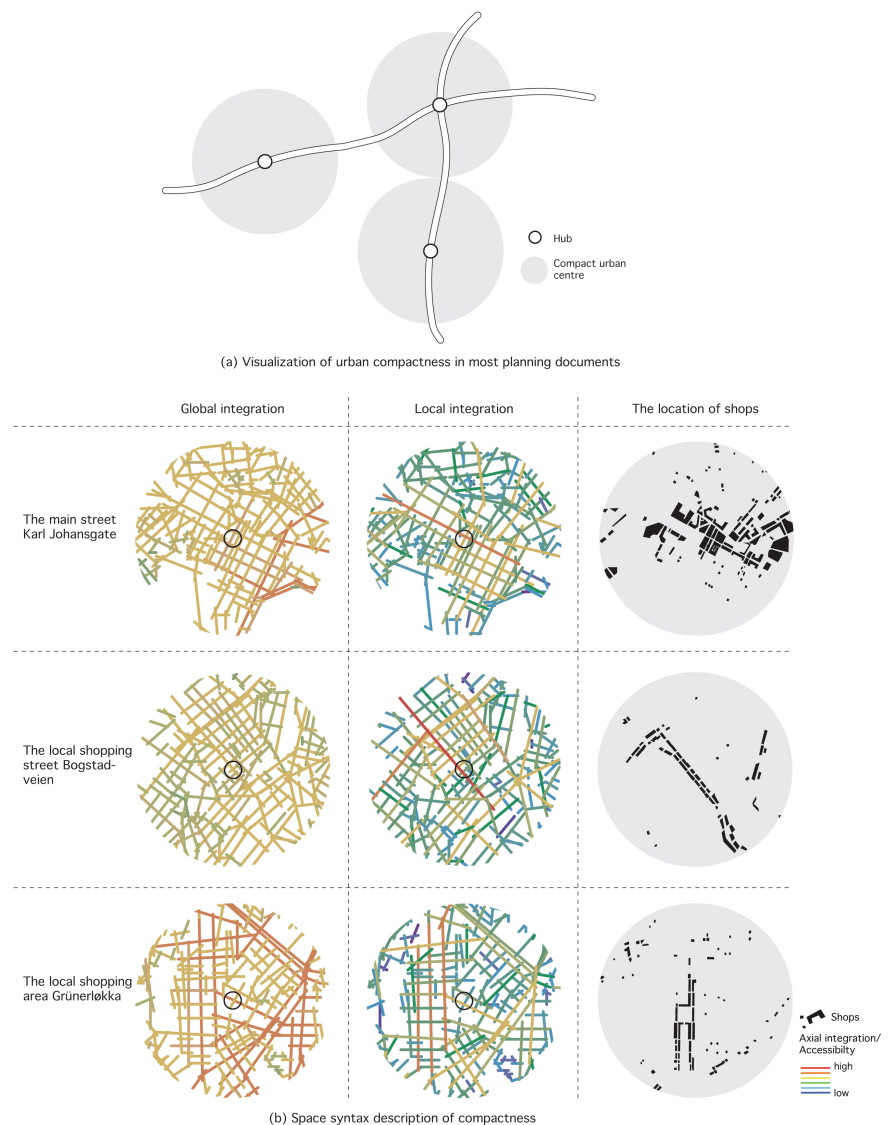 Hub
Compact urban
centre
(a) Visualization of urban compactness in most planning documents
Global integration
Local integration
The location of shops
The main street
Karl Johansgate
The local shopping
street Bogstad-
veien
The local shopping
area Grünerløkka
Shops
Axial integration/
Accessibilty
high
low
(b) Space syntax description of compactness